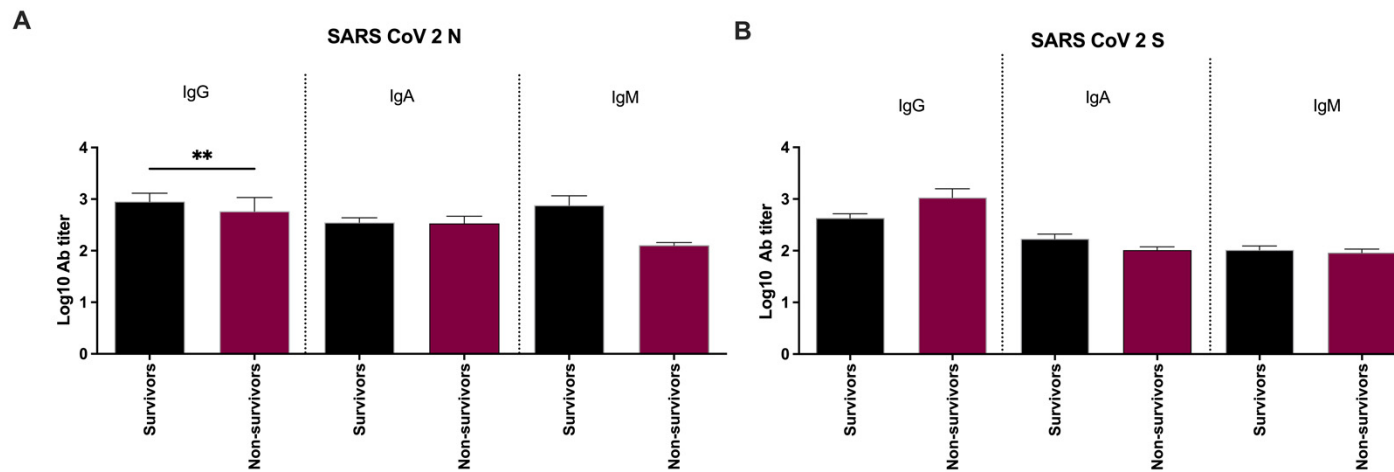 A
SARS CoV 2 N
IgG
IgA
IgM
**
Log10 Ab titer
4
3
2
1
0
Survivors
Non-survivors
Survivors
Non-survivors
Survivors
Non-survivors
B
SARS CoV 2 S
IgG
IgA
IgM
Log10 Ab titer
4
3
2
1
0
Survivors
Non-survivors
Survivors
Non-survivors
Survivors
Non-survivors